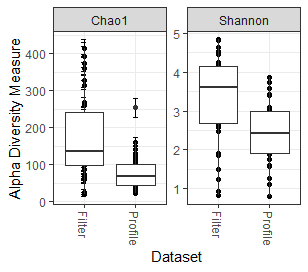 Chao1 Shannon
Alpha Diversity Measure
400
300
200
100
0
5
4
3
2
1
Filter Profile Filter Profile
Dataset